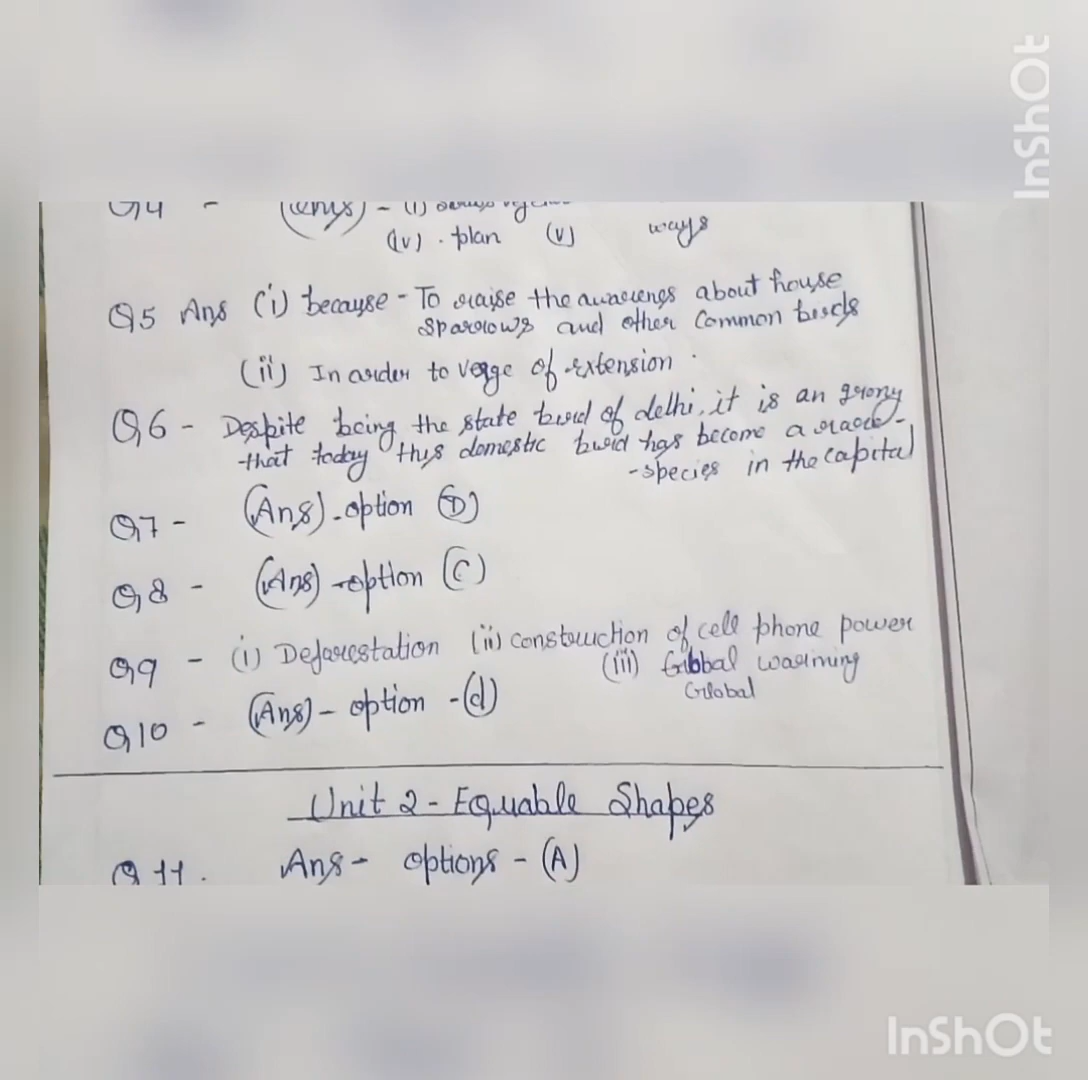 InShOt
Q4 - (Ans) - (i)
(iv). plan (v) ways
Q5 Ans (i) because - To raise the awareness about house
sparrows and other common birds
(ii) In order to verge of extension.
Q6 - Despite being the state bird of delhi, it is an
-that today this domestic bird has become a
-species in the capital
Q7 - (Ans) - option (D)
Q8 - (Ans) - option (C)
Q9 - (i) Deforestation (ii) construction of cell phone power
(iii) Global warming
Global
Q10 - (Ans) - option - (d)
Unit 2 - Equable Shapes
Q 11. Ans - options - (A)
InShOt